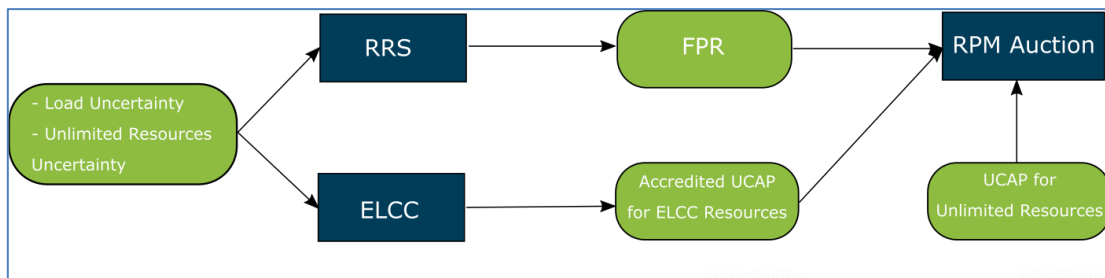 RRS
FPR
RPM Auction
- Load Uncertainty
- Unlimited Resources
Uncertainty
ELCC
Accredited UCAP
for ELCC Resources
UCAP for
Unlimited Resources